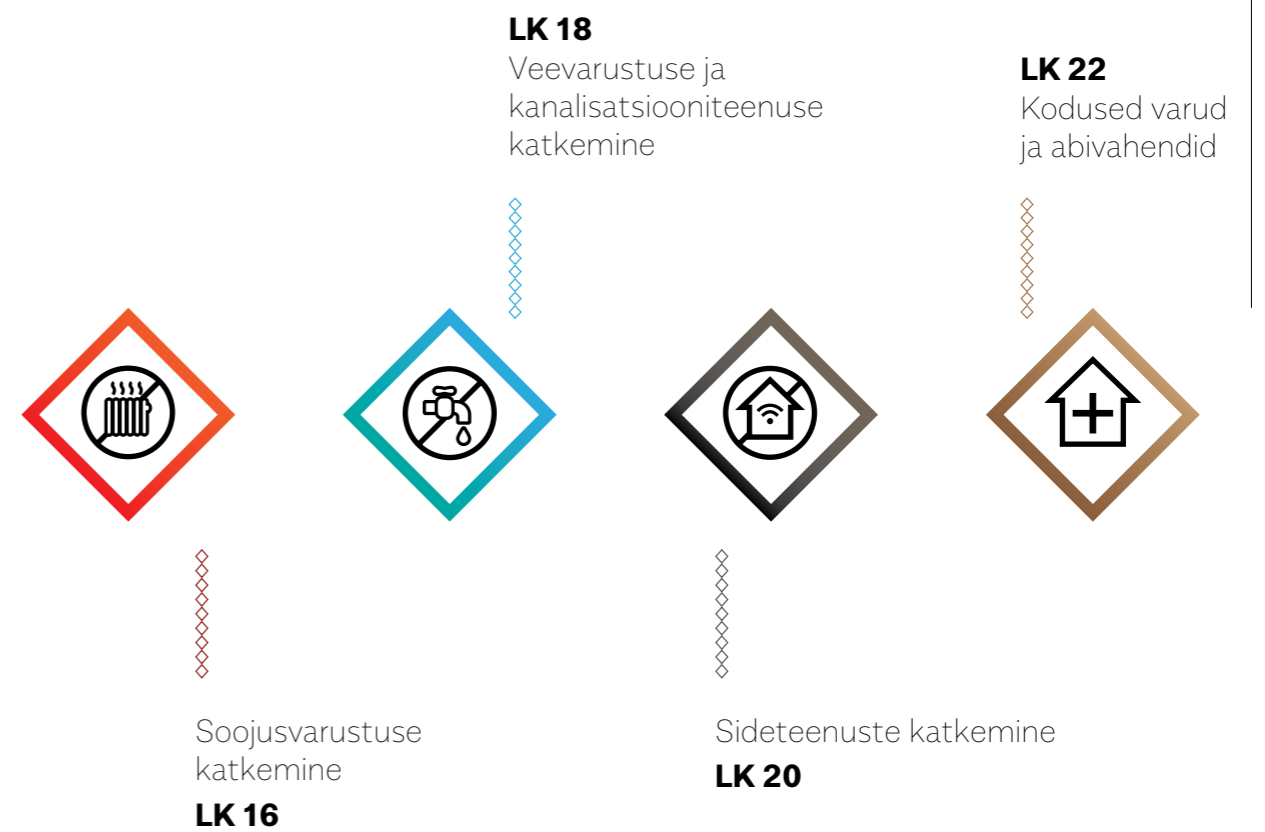 LK 18
Veevarustuse ja
kanalisatsiooniteenuse
katkemine
LK 22
Kodused varud
ja abivahendid
Soojusvarustuse
katkemine
LK 16
Sideteenuste katkemine
LK 20